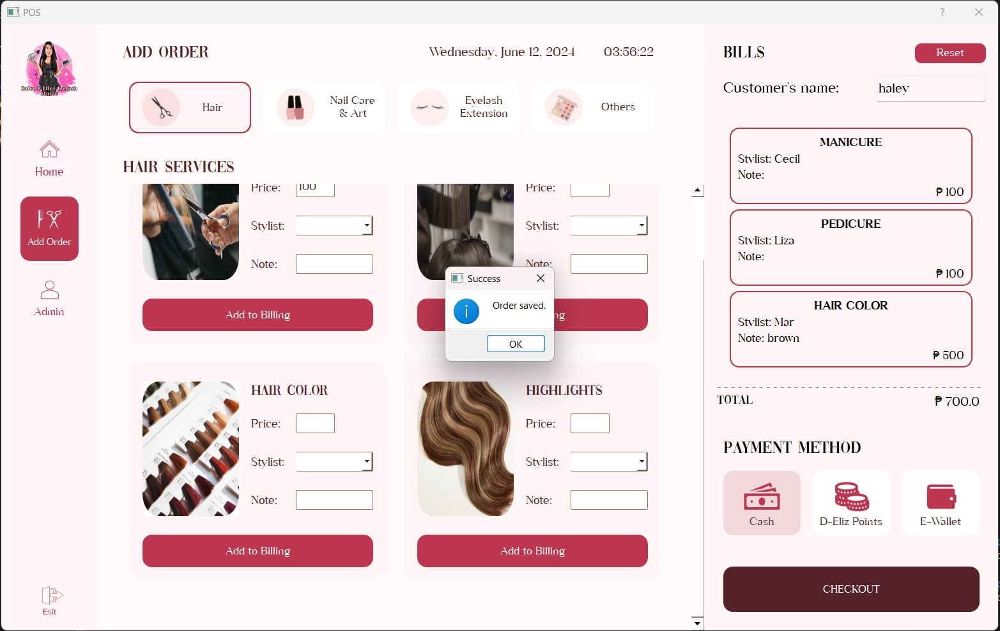 POS
?
Salon D'Eliz Eyelash
Studio
Home
Add Order
Admin
Exit
ADD ORDER
Wednesday, June 12, 2024
03:56:22
Hair
Nail Care
& Art
Eyelash
Extension
Others
HAIR SERVICES
Price:
100
Stylist:
Note:
Add to Billing
Price:
Stylist:
Note:
ng
Success
Order saved.
OK
HAIR COLOR
Price:
Stylist:
Note:
Add to Billing
HIGHLIGHTS
Price:
Stylist:
Note:
Add to Billing
BILLS
Reset
Customer's name:
haley
MANICURE
Stylist: Cecil
Note:
₱ 100
PEDICURE
Stylist: Liza
Note:
₱ 100
HAIR COLOR
Stylist: Mar
Note: brown
₱ 500
TOTAL
₱ 700.0
PAYMENT METHOD
Cash
D-Eliz Points
E-Wallet
CHECKOUT